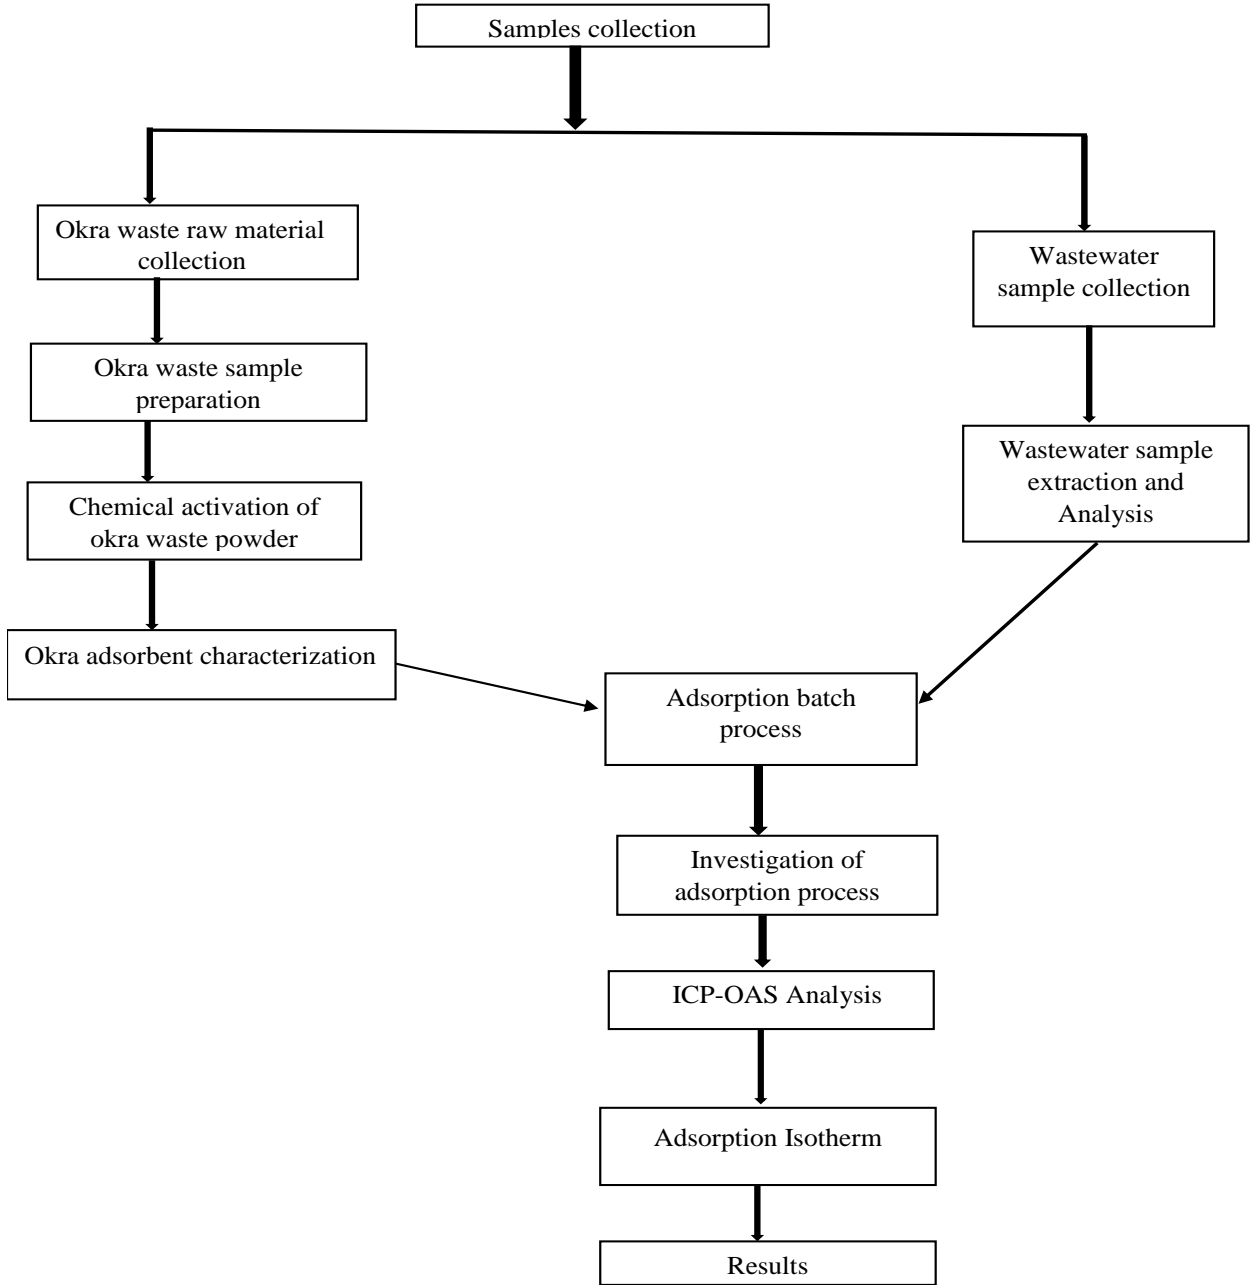 Samples collection
Okra waste raw material
collection
Okra waste sample
preparation
Chemical activation of
okra waste powder
Okra adsorbent characterization
Wastewater
sample collection
Wastewater sample
extraction and
Analysis
Adsorption batch
process
Investigation of
adsorption process
ICP-OAS Analysis
Adsorption Isotherm
Results